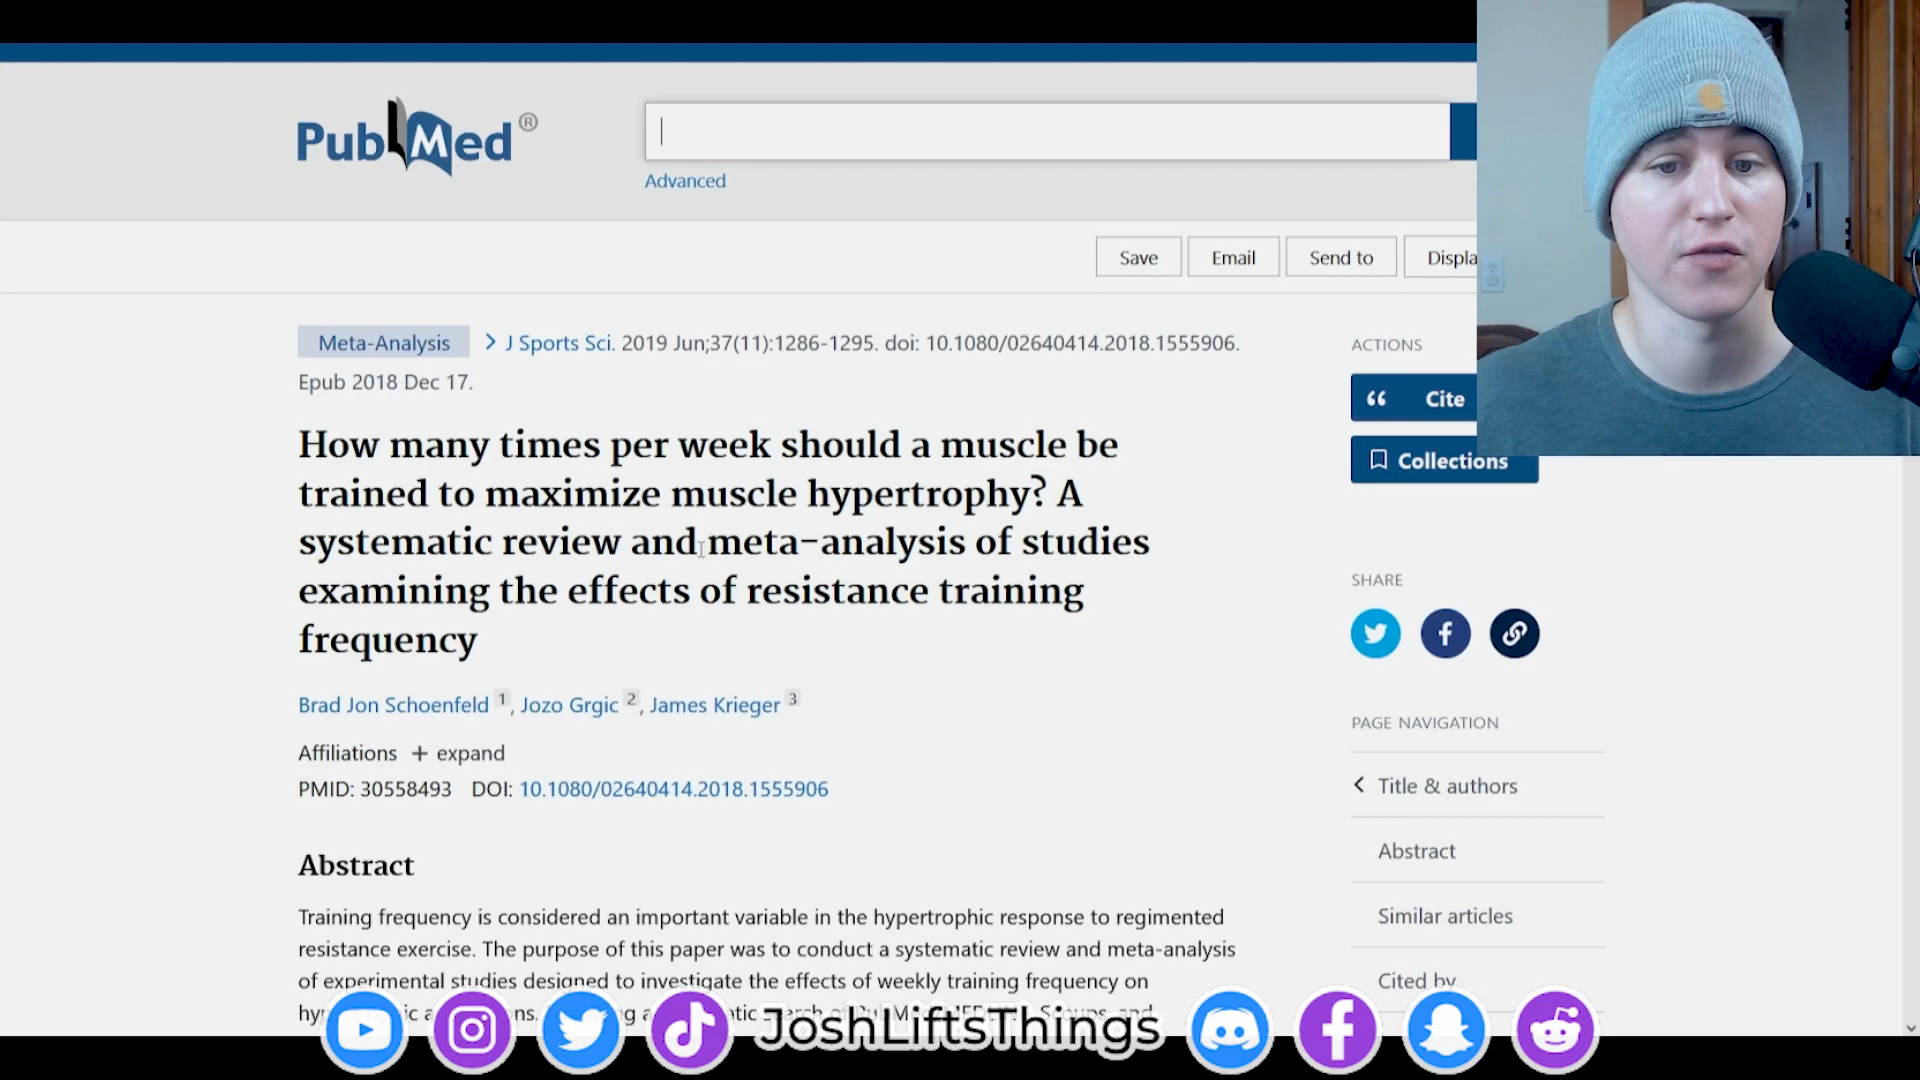 PubMed®
Advanced
Save
Email
Send to
Displa
Meta-Analysis
J Sports Sci. 2019 Jun;37(11):1286-1295. doi: 10.1080/02640414.2018.1555906.
Epub 2018 Dec 17.
How many times per week should a muscle be
trained to maximize muscle hypertrophy? A
systematic review and meta-analysis of studies
examining the effects of resistance training
frequency
Brad Jon Schoenfeld 1, Jozo Grgic 2, James Krieger 3
Affiliations + expand
PMID: 30558493 DOI: 10.1080/02640414.2018.1555906
Abstract
Training frequency is considered an important variable in the hypertrophic response to regimented
resistance exercise. The purpose of this paper was to conduct a systematic review and meta-analysis
of experimental studies designed to investigate the effects of weekly training frequency on
ACTIONS
Cite
Collections
SHARE
PAGE NAVIGATION
Title & authors
Abstract
Similar articles
Cited by
JoshLiftsThings